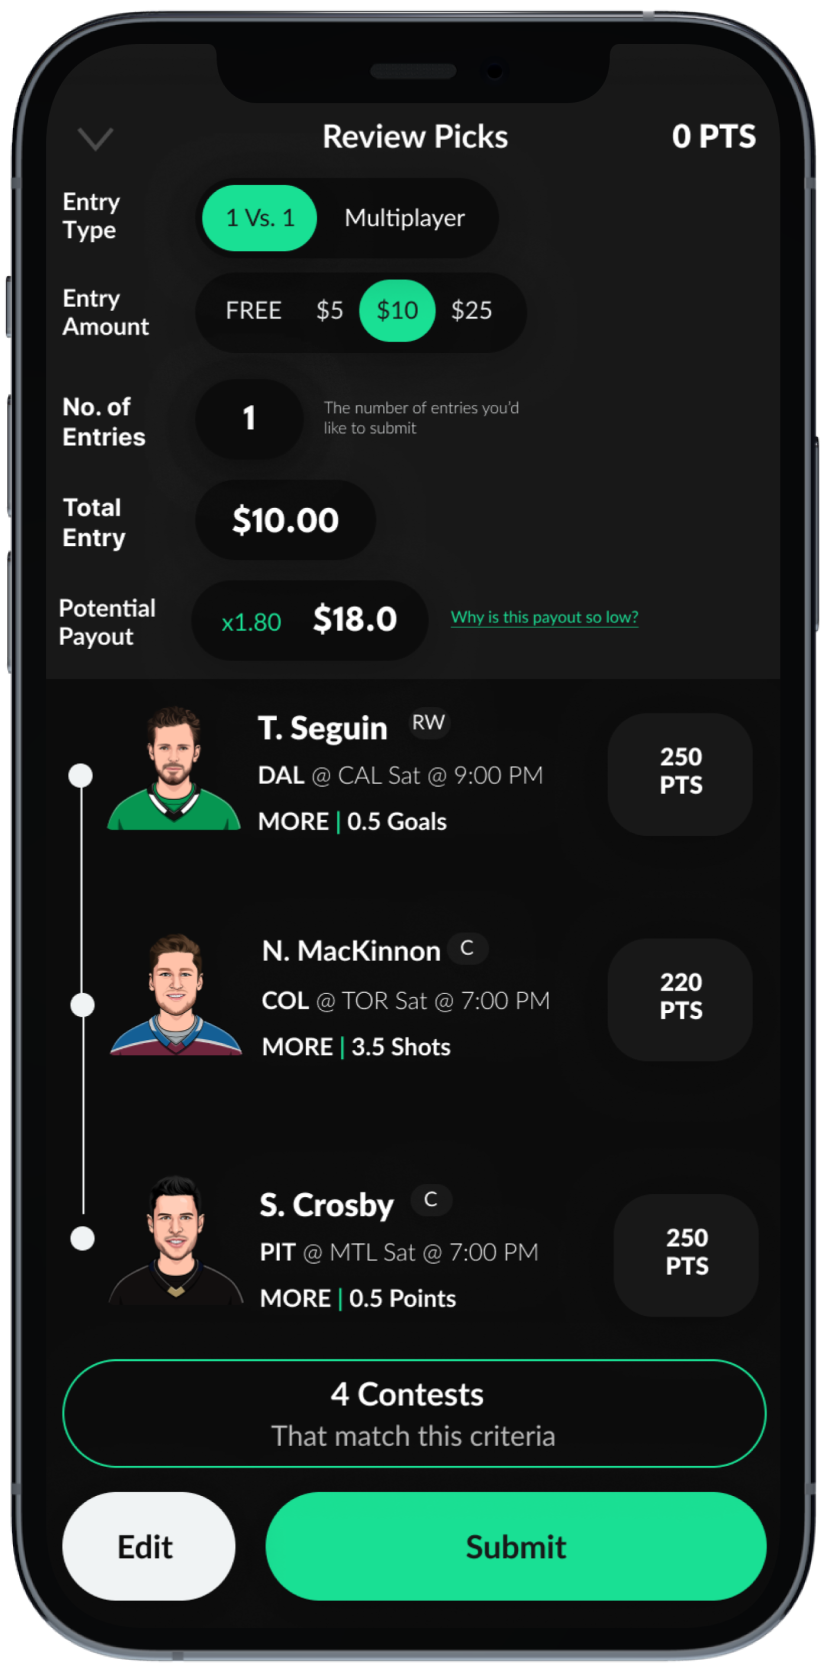 Review Picks
0 PTS
Entry
Type
1 Vs. 1
Multiplayer
Entry
Amount
FREE
$5
$10
$25
No. of
Entries
1
The number of entries you'd
like to submit
Total
Entry
$10.00
Potential
Payout
x1.80
$18.0
Why is this payout so low?
T. Seguin
RW
DAL @ CAL Sat @ 9:00 PM
MORE | 0.5 Goals
250
PTS
N. MacKinnon
C
COL @ TOR Sat @ 7:00 PM
MORE | 3.5 Shots
220
PTS
S. Crosby
C
PIT @ MTL Sat @ 7:00 PM
MORE | 0.5 Points
250
PTS
4 Contests
That match this criteria
Edit
Submit